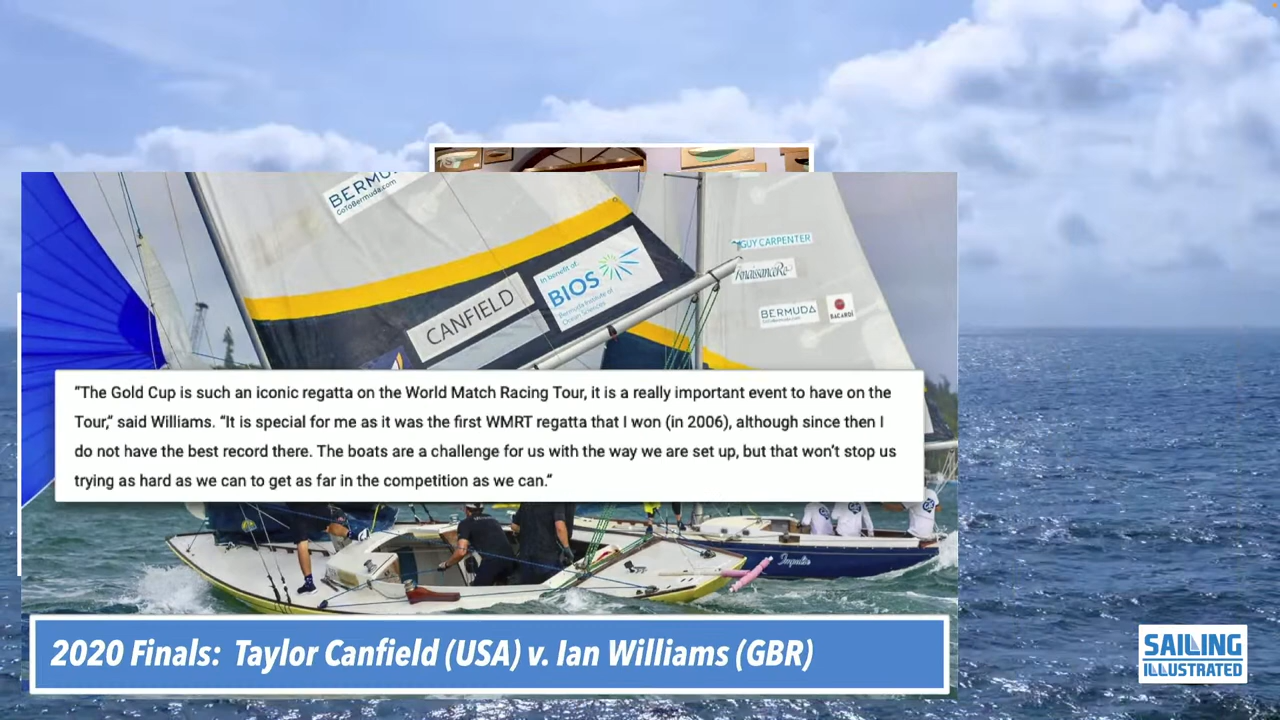 BERMU
GoToBermuda.com
GUY CARPENTER
RenaissanceRe
In benefit of:
BIOS
Bermuda Institute of
Ocean Sciences
CANFIELD
BERMUDA
GoToBermuda.com
BACARDÍ
“The Gold Cup is such an iconic regatta on the World Match Racing Tour, it is a really important event to have on the
Tour,” said Williams. “It is special for me as it was the first WMRT regatta that I won (in 2006), although since then I
do not have the best record there. The boats are a challenge for us with the way we are set up, but that won’t stop us
trying as hard as we can to get as far in the competition as we can.”
Impulse
2020 Finals: Taylor Canfield (USA) v. Ian Williams (GBR)
SAILING
ILLUSTRATED